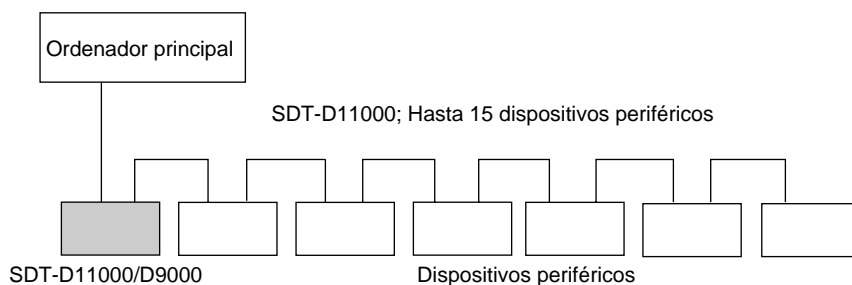 Ordenador principal
SDT-D11000; Hasta 15 dispositivos periféricos
SDT-D11000/D9000
Dispositivos periféricos